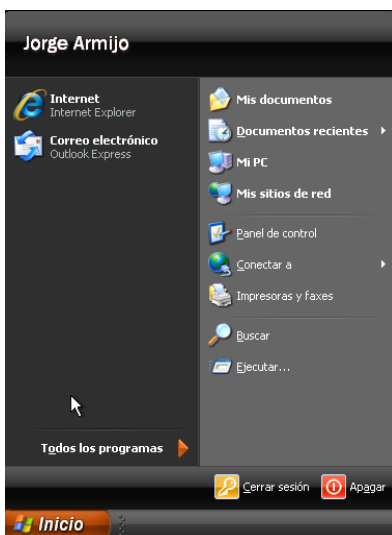 Jorge Armijo
Internet
Internet Explorer
Correo electrónico
Outlook Express
Todos los programas
Mis documentos
Documentos recientes
Mi PC
Mis sitios de red
Panel de control
Conectar a
Impresoras y faxes
Buscar
Ejecutar...
Cerrar sesión
Apagar
Inicio